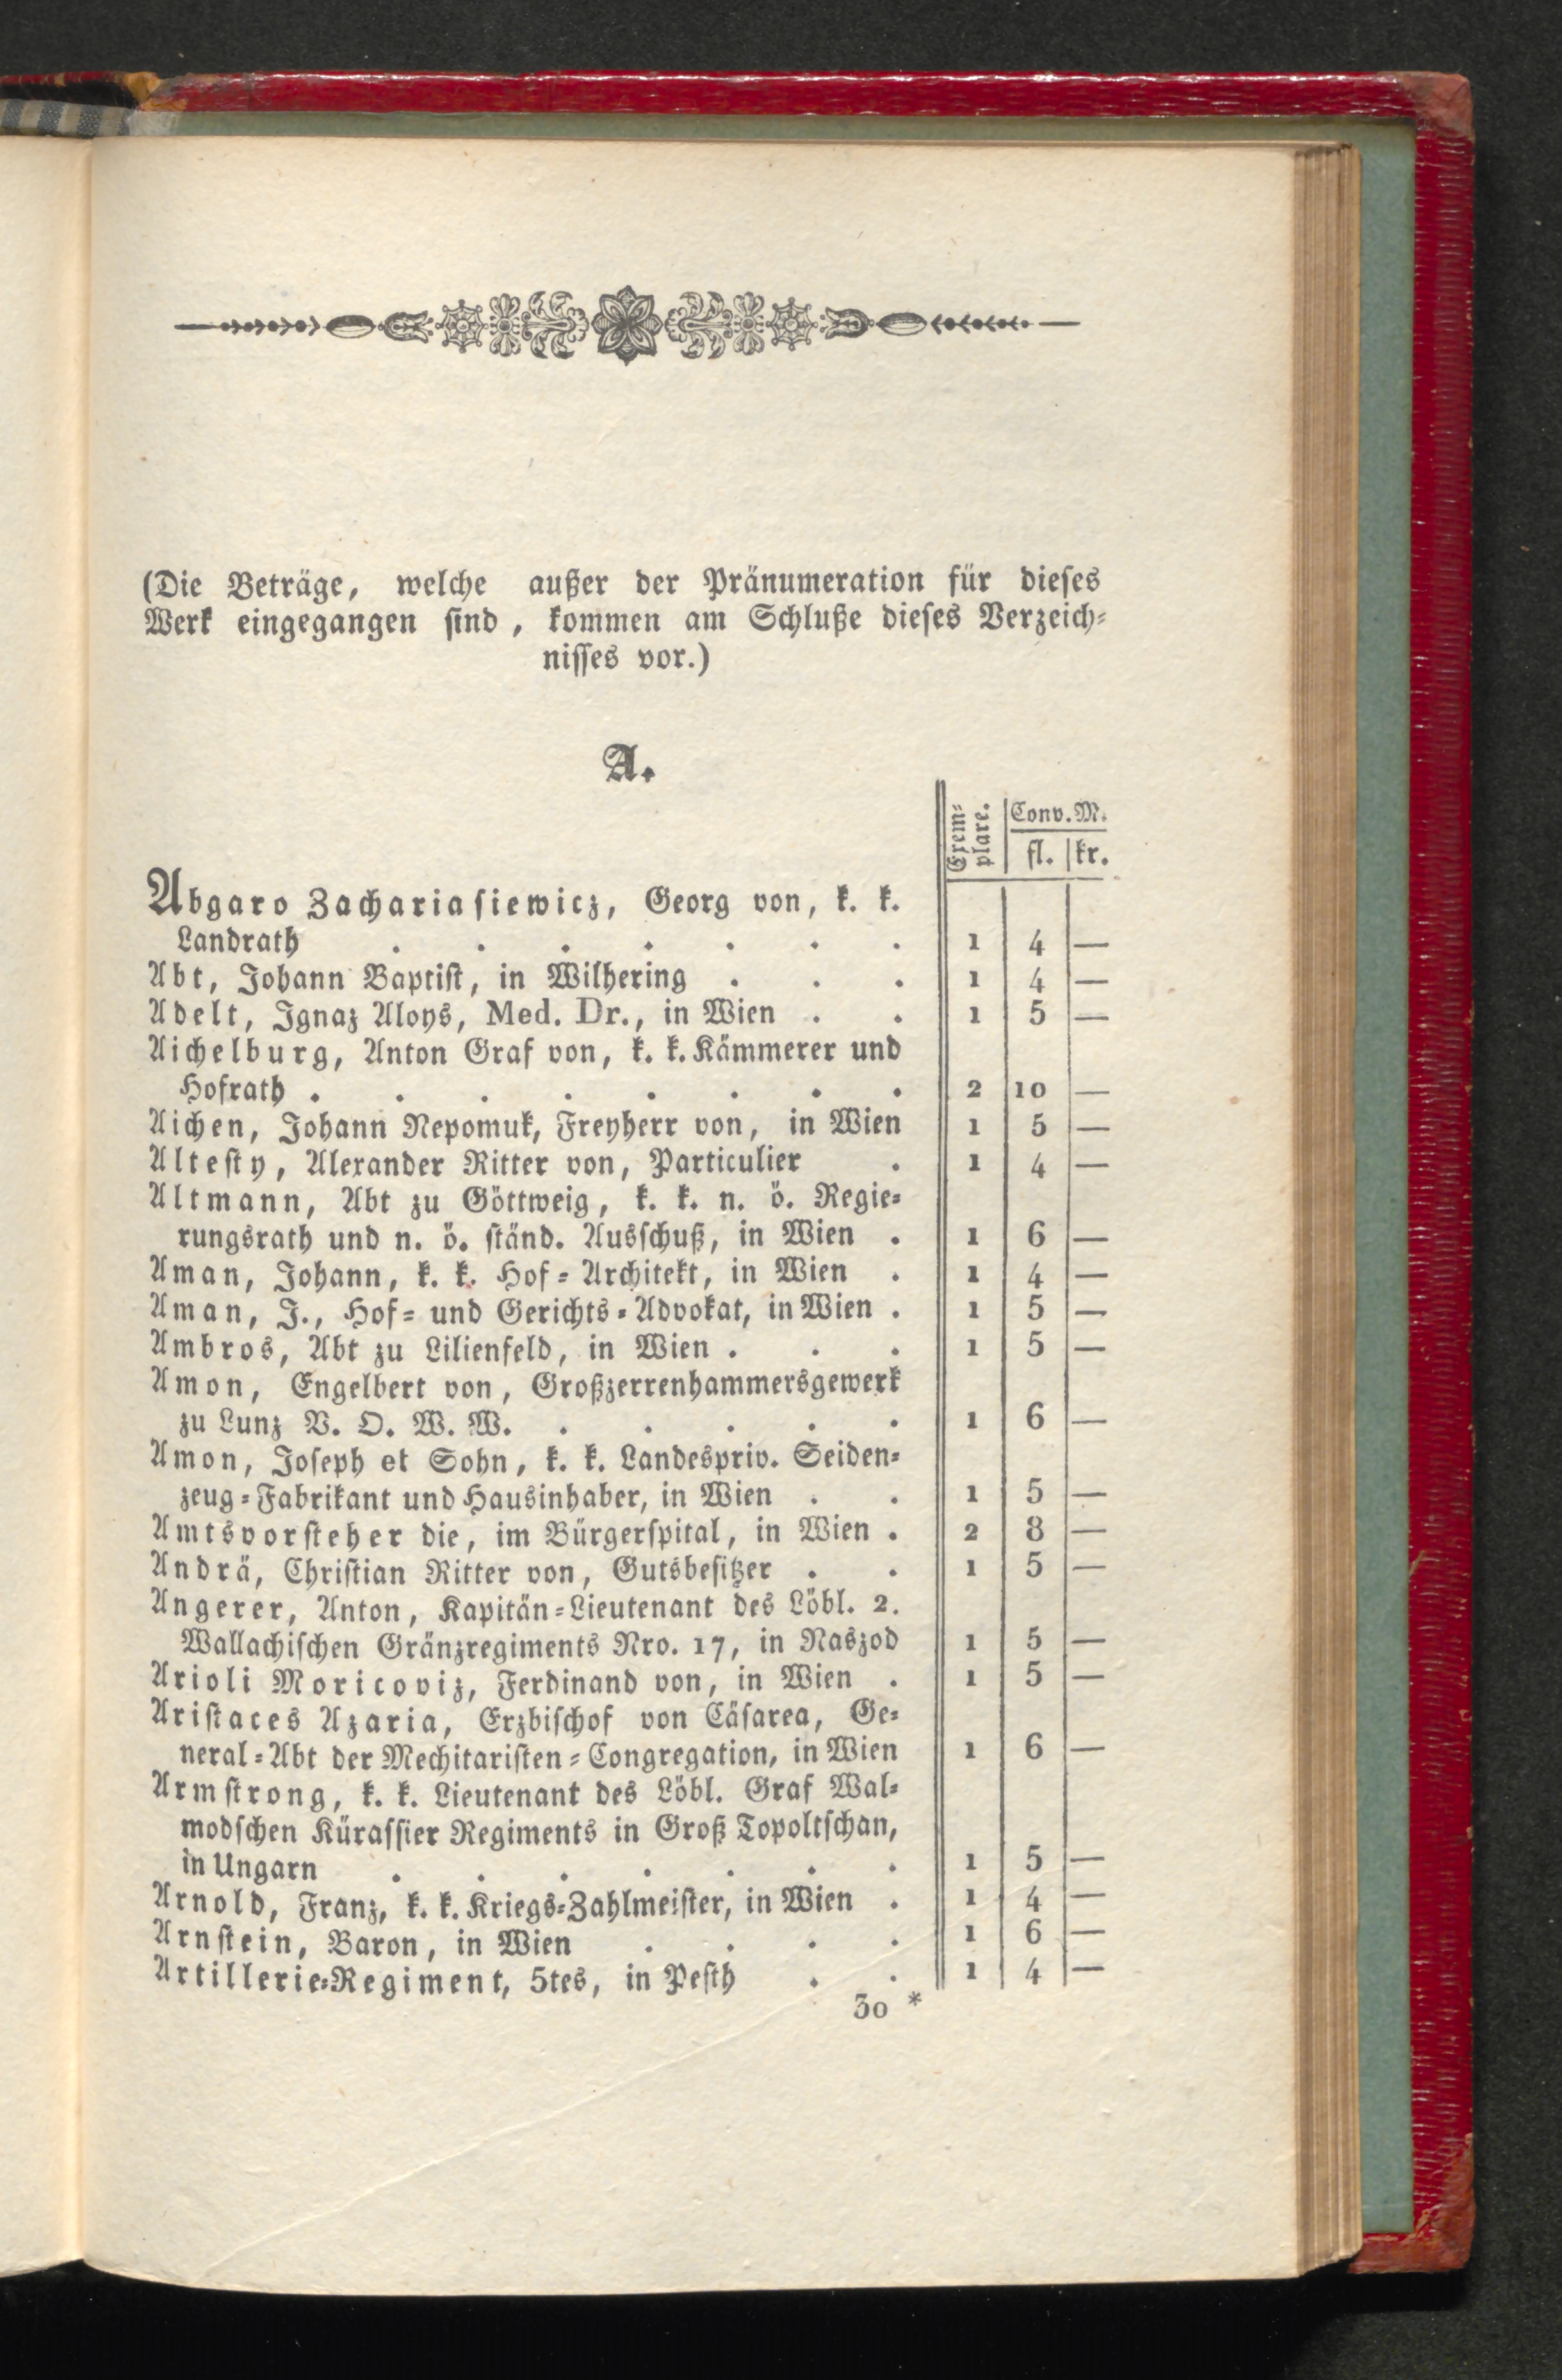 (Die Beträge, welche außer der Pränumeration für dieses
Werk eingegangen sind, kommen am Schluße dieses Verzeich=
nisses vor.)
A.
Exem=
plare.
Conv. M.
fl. kr.
Abgaro Zachariasiewicz, Georg von, k. k.
Landrath . . . . . . . 1 4 —
Abt, Johann Baptist, in Wilhering . . . 1 4 —
Adelt, Ignaz Aloys, Med. Dr., in Wien . . 1 5 —
Aichelburg, Anton Graf von, k. k. Kämmerer und
Hofrath . . . . . . . . 2 10 —
Aichen, Johann Nepomuk, Freyherr von, in Wien 1 5 —
Altesty, Alexander Ritter von, Particulier . 1 4 —
Altmann, Abt zu Göttweig, k. k. n. ö. Regie=
rungsrath und n. ö. ständ. Ausschuß, in Wien . 1 6 —
Aman, Johann, k. k. Hof=Architekt, in Wien . 1 4 —
Aman, J., Hof= und Gerichts=Advokat, in Wien . 1 5 —
Ambros, Abt zu Lilienfeld, in Wien . . . 1 5 —
Amon, Engelbert von, Großzerrenhammersgewerk
zu Lunz V. O. W. W. . . . . . 1 6 —
Amon, Joseph et Sohn, k. k. Landespriv. Seiden=
zeug=Fabrikant und Hausinhaber, in Wien . . 1 5 —
Amtsvorsteher die, im Bürgerspital, in Wien . 2 8 —
Andrä, Christian Ritter von, Gutsbesitzer . . 1 5 —
Angerer, Anton, Kapitän=Lieutenant des Löbl. 2.
Wallachischen Gränzregiments Nro. 17, in Naszod 1 5 —
Arioli Moricoviz, Ferdinand von, in Wien . 1 5 —
Aristaces Azaria, Erzbischof von Cäsarea, Ge=
neral=Abt der Mechitaristen=Congregation, in Wien 1 6 —
Armstrong, k. k. Lieutenant des Löbl. Graf Wal=
modschen Kürassier Regiments in Groß Topoltschan,
in Ungarn . . . . . . . 1 5 —
Arnold, Franz, k. k. Kriegs=Zahlmeister, in Wien . 1 4 —
Arnstein, Baron, in Wien . . . . 1 6 —
Artillerie=Regiment, 5tes, in Pesth . . 1 4 —
30 *